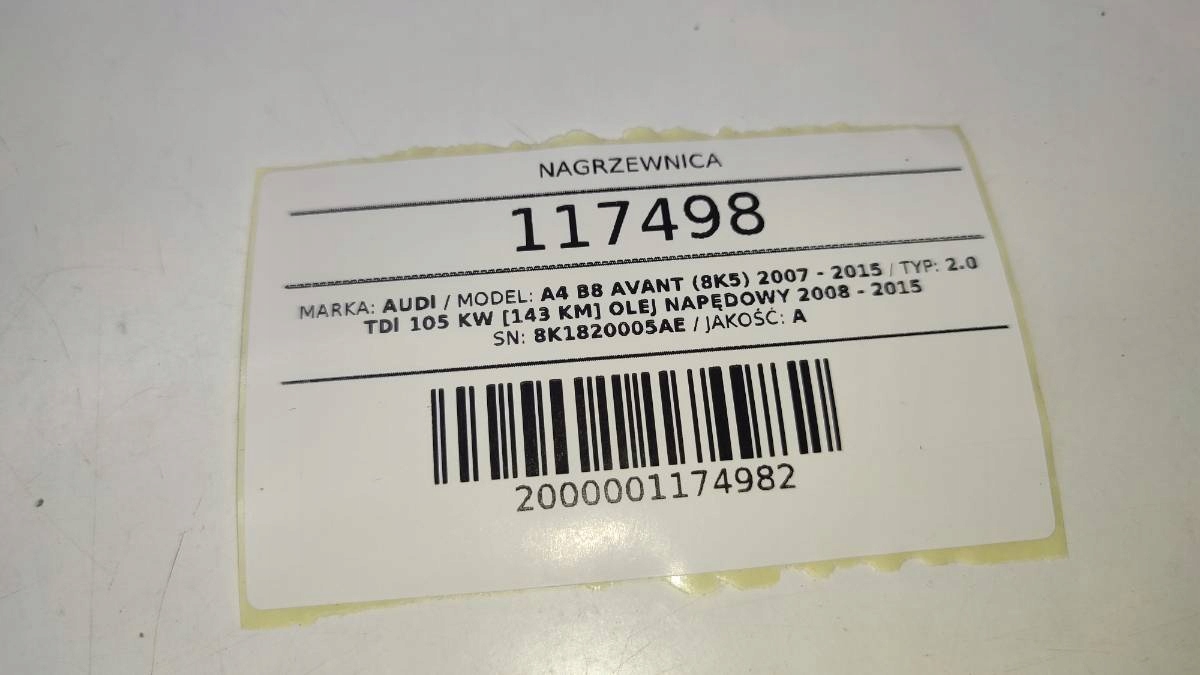 NAGRZEWNICA
117498
MARKA: AUDI / MODEL: A4 B8 AVANT (8K5) 2007 - 2015 / TYP: 2.0
TDI 105 KW [143 KM] OLEJ NAPĘDOWY 2008 - 2015
SN: 8K1820005AE / JAKOŚĆ: A
2000001174982